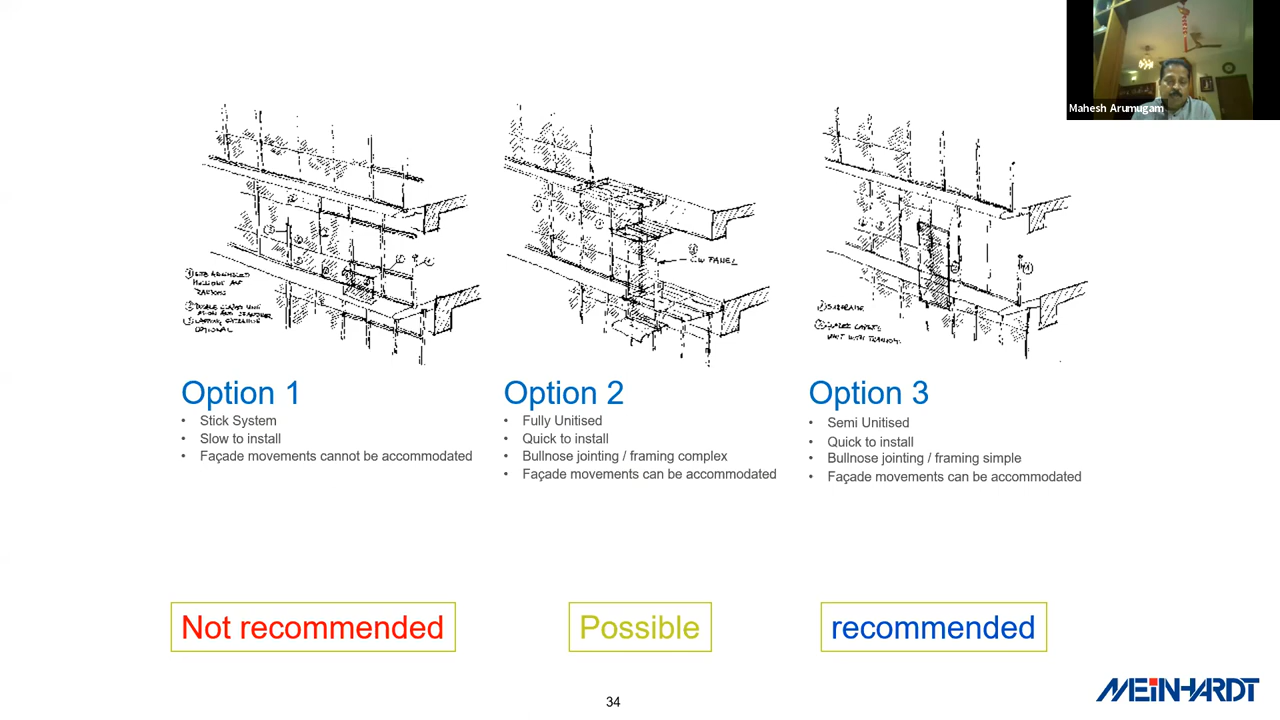 Mahesh Arumugam
CW PANEL
Option 1
• Stick System
• Slow to install
• Façade movements cannot be accommodated
Option 2
• Fully Unitised
• Quick to install
• Bullnose jointing / framing complex
• Façade movements can be accommodated
Option 3
• Semi Unitised
• Quick to install
• Bullnose jointing / framing simple
• Façade movements can be accommodated
Not recommended
Possible
recommended
34
MEINHARDT